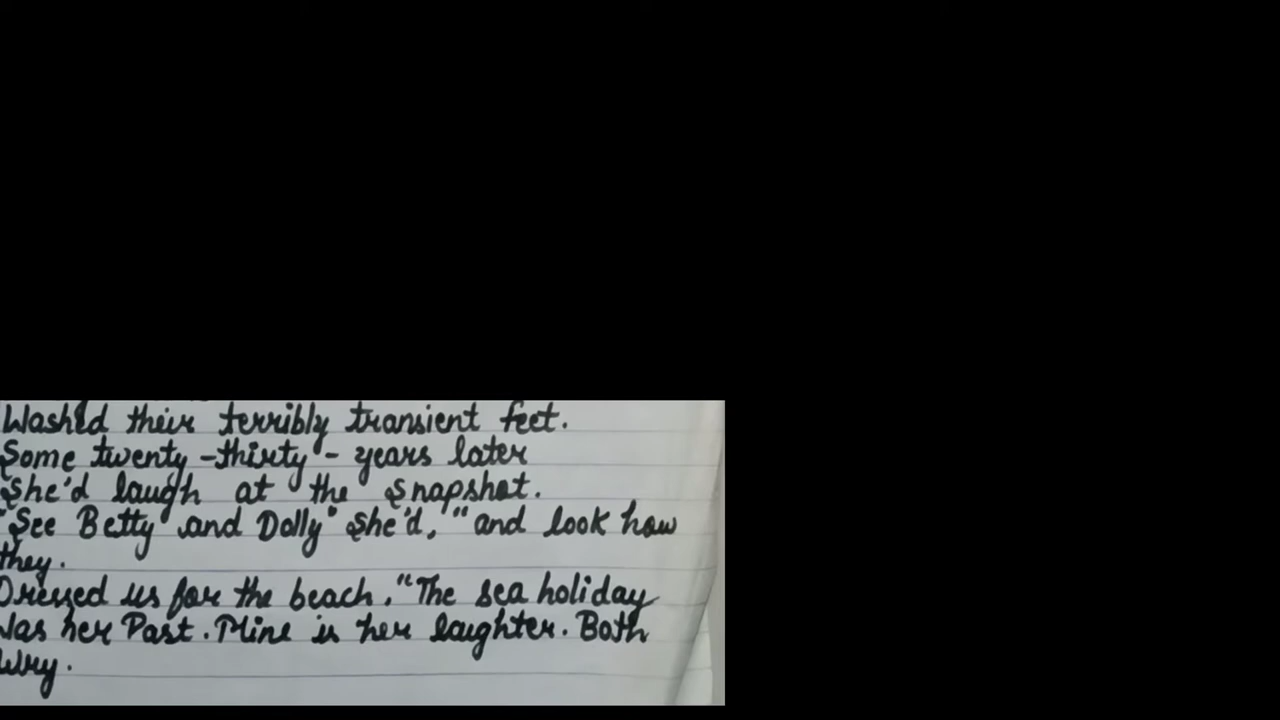 Washed their terribly transient feet.
Some twenty -thirty - years later
She'd laugh at the Snapshot.
"See Betty and Dolly" she'd, "and look how
they.
Dressed us for the beach." The sea holiday
Was her Past. Mine is her laughter. Both
Wry.